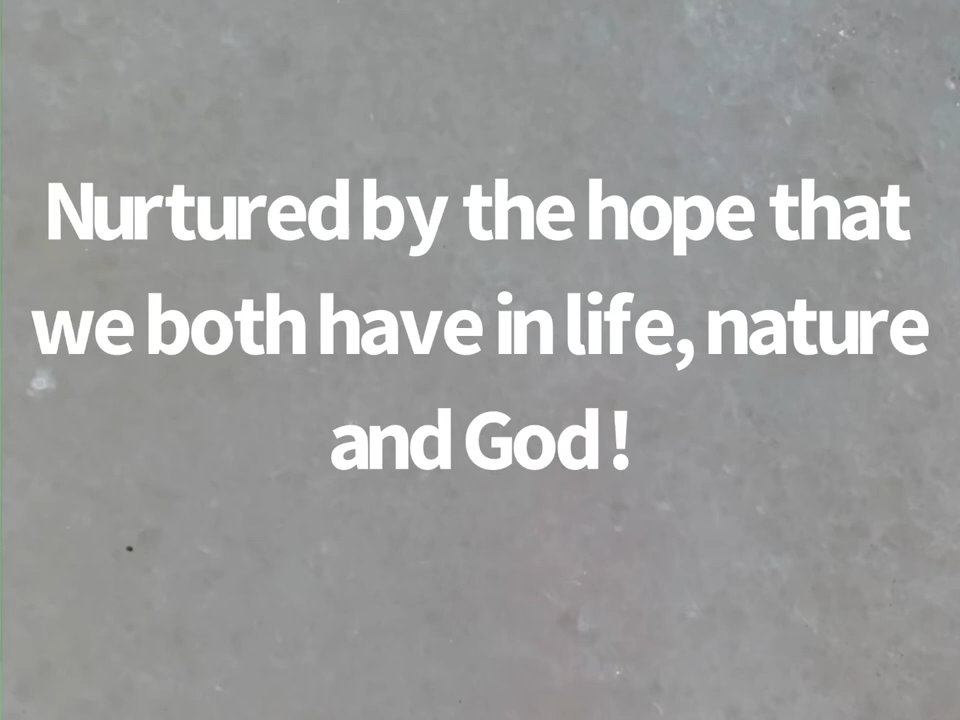 Nurtured by the hope that
we both have in life, nature
and God !